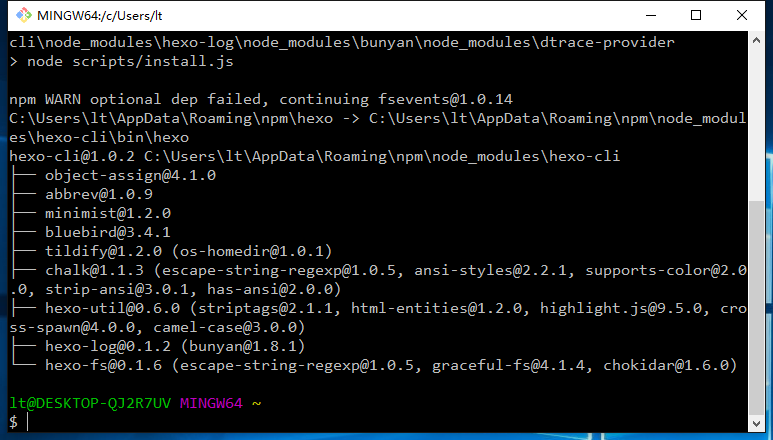 MINGW64:/c/Users/lt
cli\node_modules\hexo-log\node_modules\bunyan\node_modules\dtrace-provider
> node scripts/install.js
npm WARN optional dep failed, continuing fsevents@1.0.14
C:\Users\lt\AppData\Roaming\npm\hexo -> C:\Users\lt\AppData\Roaming\npm\node_modul
es\hexo-cli\bin\hexo
hexo-cli@1.0.2 C:\Users\lt\AppData\Roaming\npm\node_modules\hexo-cli
├── object-assign@4.1.0
├── abbrev@1.0.9
├── minimist@1.2.0
├── bluebird@3.4.1
├── tildify@1.2.0 (os-homedir@1.0.1)
├── chalk@1.1.3 (escape-string-regexp@1.0.5, ansi-styles@2.2.1, supports-color@2.0
.0, strip-ansi@3.0.1, has-ansi@2.0.0)
├── hexo-util@0.6.0 (striptags@2.1.1, html-entities@1.2.0, highlight.js@9.5.0, cro
ss-spawn@4.0.0, camel-case@3.0.0)
├── hexo-log@0.1.2 (bunyan@1.8.1)
└── hexo-fs@0.1.6 (escape-string-regexp@1.0.5, graceful-fs@4.1.4, chokidar@1.6.0)
lt@DESKTOP-QJ2R7UV MINGW64 ~
$